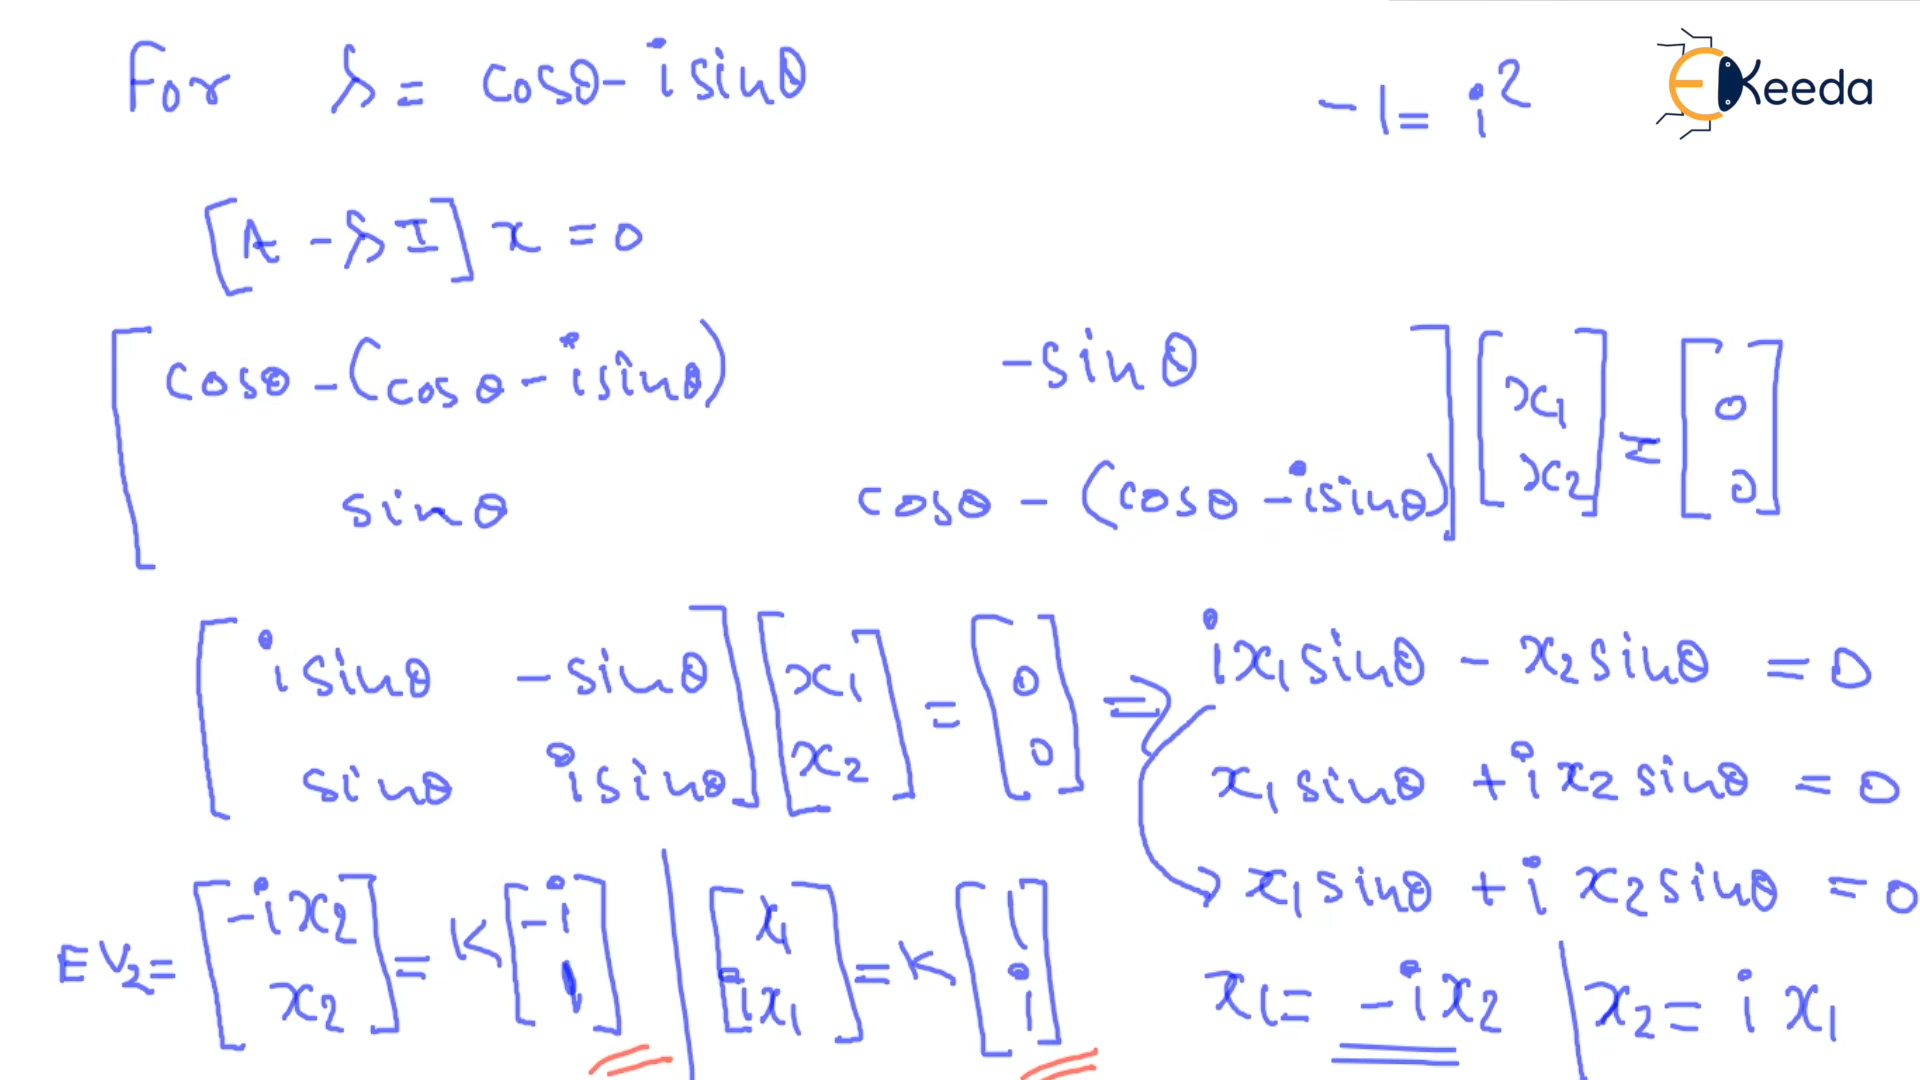 For λ = cosθ - i sinθ
-1 = i²
EKeeda
[A - λI] x = 0
[cosθ - (cosθ - i sinθ) -sinθ] [x₁] = [0]
[sinθ cosθ - (cosθ - i sinθ)] [x₂] [0]
[i sinθ -sinθ] [x₁] = [0] ⇒ i x₁ sinθ - x₂ sinθ = 0
[sinθ i sinθ] [x₂] [0] x₁ sinθ + i x₂ sinθ = 0
→ x₁ sinθ + i x₂ sinθ = 0
EV₂ = [-i x₂] = K [-i] | [x₁] = K [1]
[x₂] [1] | [i x₁] [i]
x₁ = -i x₂ | x₂ = i x₁